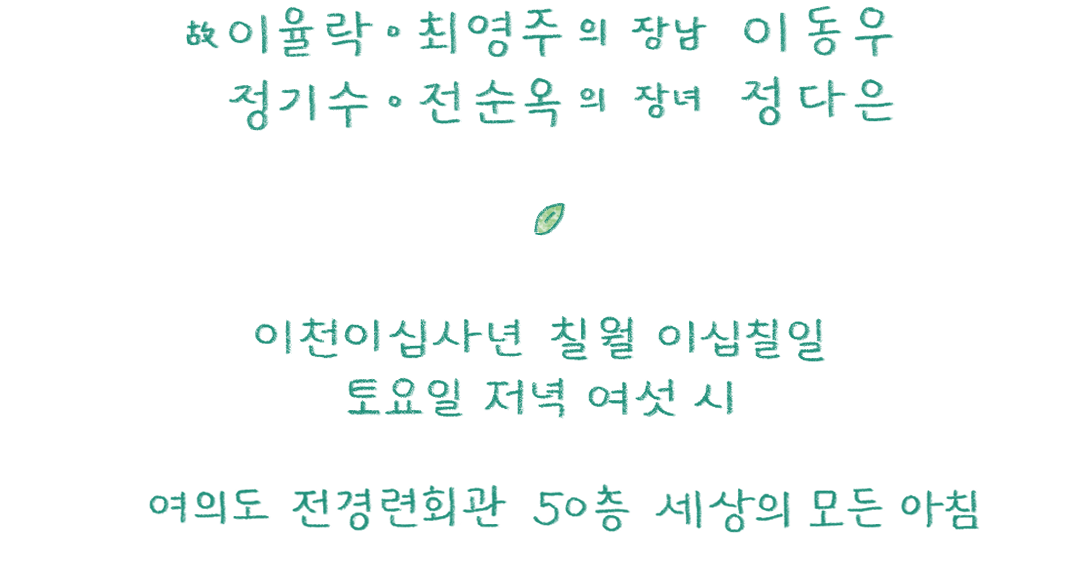 故이율락·최영주의 장남 이동우
정기수·전순옥의 장녀 정다은
이천이십사년 칠월 이십칠일
토요일 저녁 여섯 시
여의도 전경련회관 50층 세상의 모든 아침